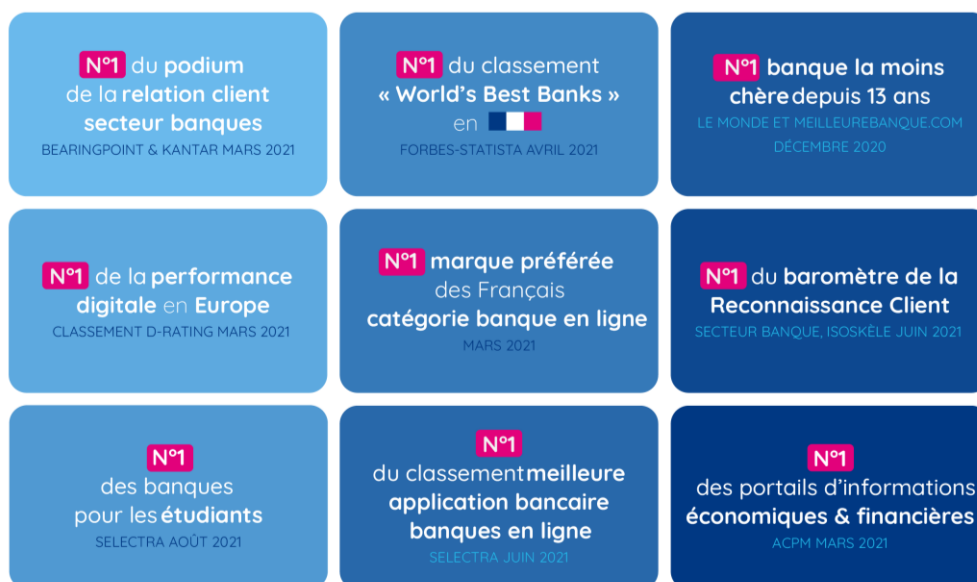 N°1 du podium
de la relation client
secteur banques
BEARINGPOINT & KANTAR MARS 2021
N°1 du classement
« World's Best Banks »
en
FORBES-STATISTA AVRIL 2021
N°1 banque la moins
chère depuis 13 ans
LE MONDE ET MEILLEUREBANQUE.COM
DÉCEMBRE 2020
N°1 de la performance
digitale en Europe
CLASSEMENT D-RATING MARS 2021
N°1 marque préférée
des Français
catégorie banque en ligne
MARS 2021
N°1 du baromètre de la
Reconnaissance Client
SECTEUR BANQUE, ISOSKÈLE JUIN 2021
N°1
des banques
pour les étudiants
SELECTRA AOÛT 2021
N°1
du classement meilleure
application bancaire
banques en ligne
SELECTRA JUIN 2021
N°1
des portails d'informations
économiques & financières
ACPM MARS 2021